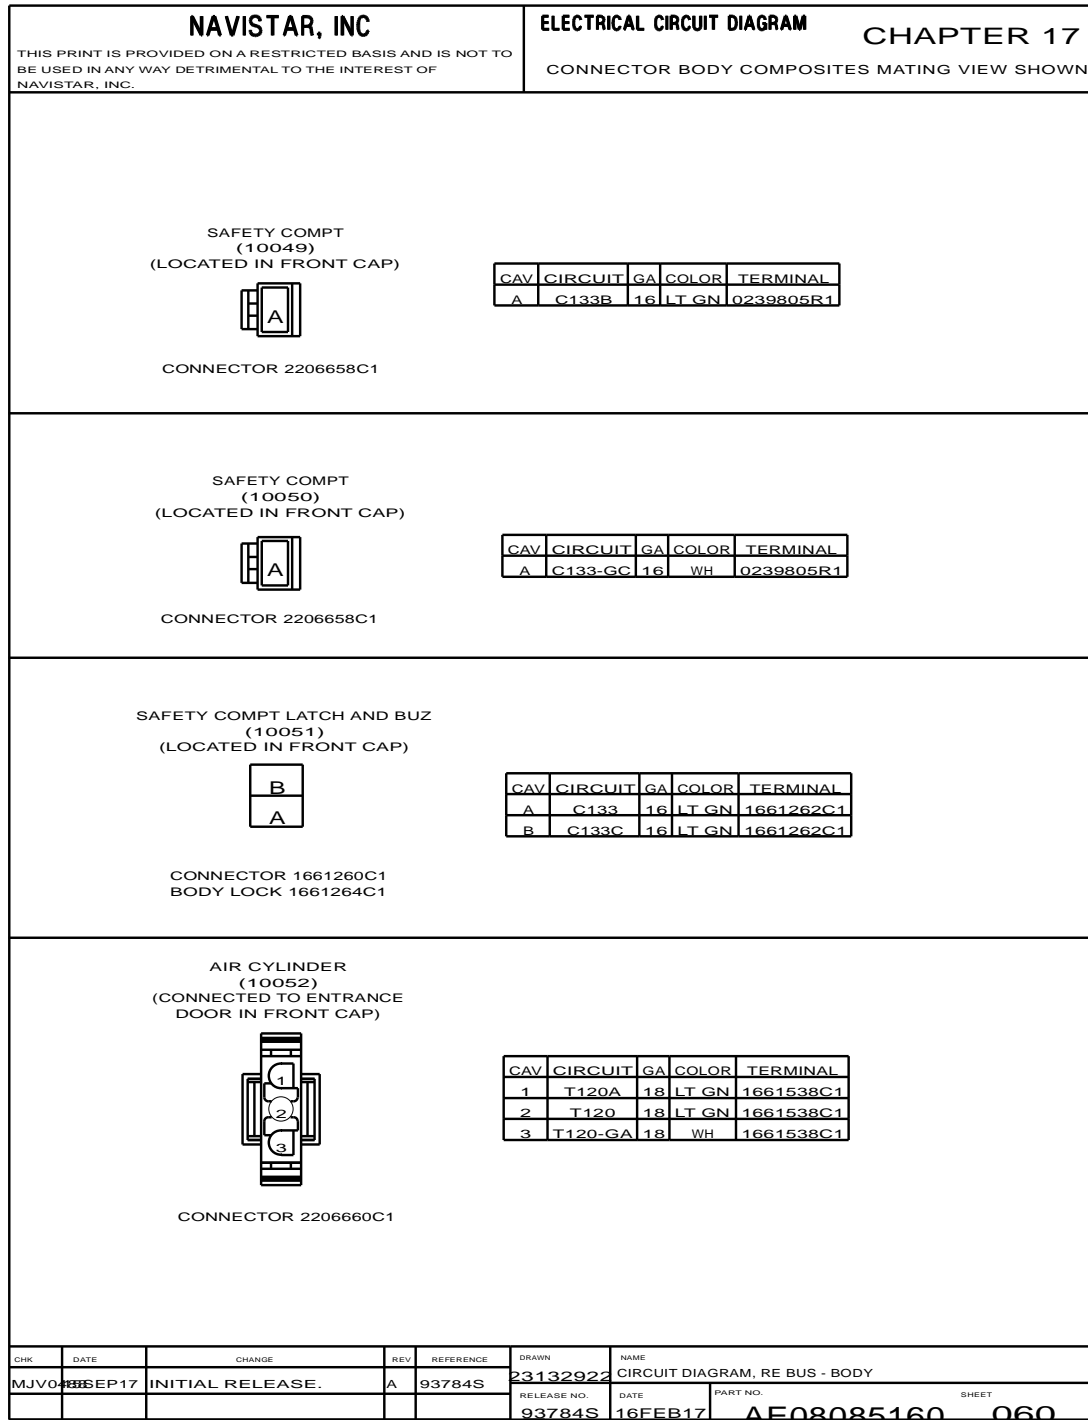 NAVISTAR, INC
THIS PRINT IS PROVIDED ON A RESTRICTED BASIS AND IS NOT TO
BE USED IN ANY WAY DETRIMENTAL TO THE INTEREST OF
NAVISTAR, INC.
ELECTRICAL CIRCUIT DIAGRAM
CHAPTER 17
CONNECTOR BODY COMPOSITES MATING VIEW SHOWN
SAFETY COMPT
(10049)
(LOCATED IN FRONT CAP)
A
CONNECTOR 2206658C1
CAV CIRCUIT GA COLOR TERMINAL
A C133B 16 LT GN 0239805R1
SAFETY COMPT
(10050)
(LOCATED IN FRONT CAP)
A
CONNECTOR 2206658C1
CAV CIRCUIT GA COLOR TERMINAL
A C133-GC 16 WH 0239805R1
SAFETY COMPT LATCH AND BUZ
(10051)
(LOCATED IN FRONT CAP)
B
A
CONNECTOR 1661260C1
BODY LOCK 1661264C1
CAV CIRCUIT GA COLOR TERMINAL
A C133 16 LT GN 1661262C1
B C133C 16 LT GN 1661262C1
AIR CYLINDER
(10052)
(CONNECTED TO ENTRANCE
DOOR IN FRONT CAP)
1
2
3
CONNECTOR 2206660C1
CAV CIRCUIT GA COLOR TERMINAL
1 T120A 18 LT GN 1661538C1
2 T120 18 LT GN 1661538C1
3 T120-GA 18 WH 1661538C1
CHK DATE CHANGE REV REFERENCE
INITIAL RELEASE. A 93784S
DRAWN
23132922
NAME
CIRCUIT DIAGRAM, RE BUS - BODY
RELEASE NO.
93784S
DATE
16FEB17
PART NO.
AE08085160
SHEET
060